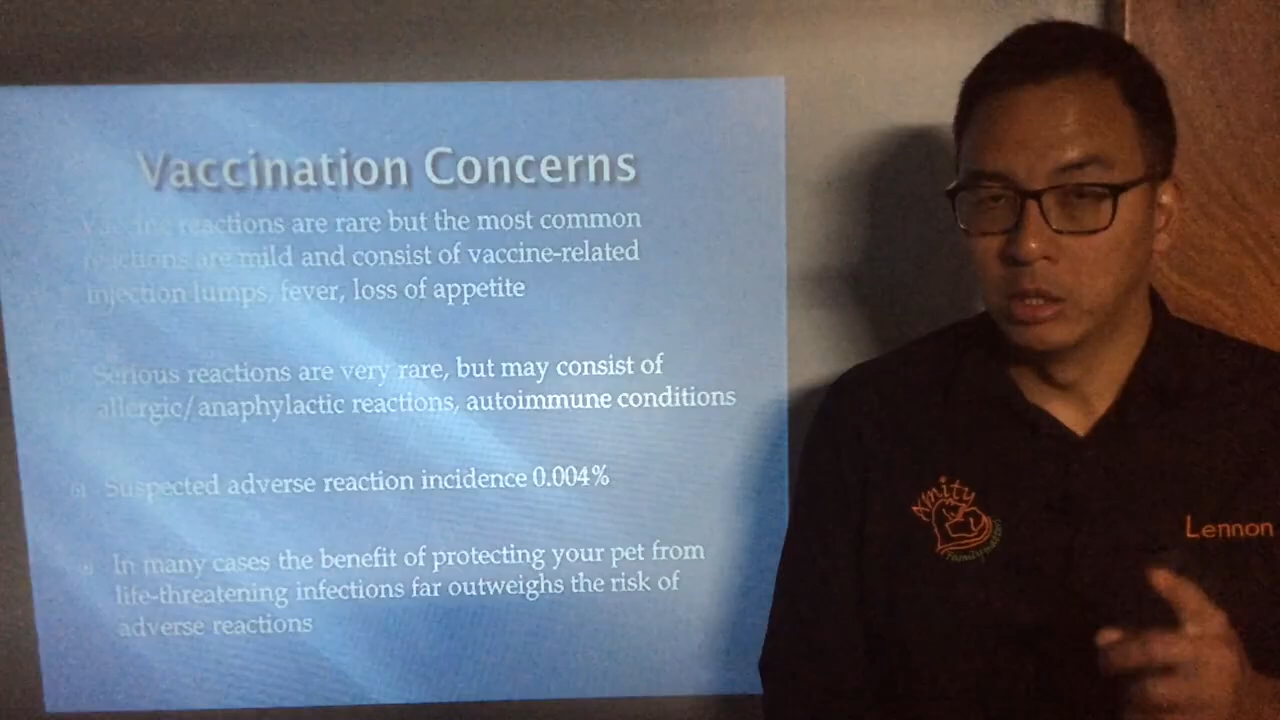 Vaccination Concerns
Vaccine reactions are rare but the most common
reactions are mild and consist of vaccine-related
injection lumps, fever, loss of appetite
Serious reactions are very rare, but may consist of
allergic/anaphylactic reactions, autoimmune conditions
Suspected adverse reaction incidence 0.004%
In many cases the benefit of protecting your pet from
life-threatening infections far outweighs the risk of
adverse reactions
Amity
Lennon